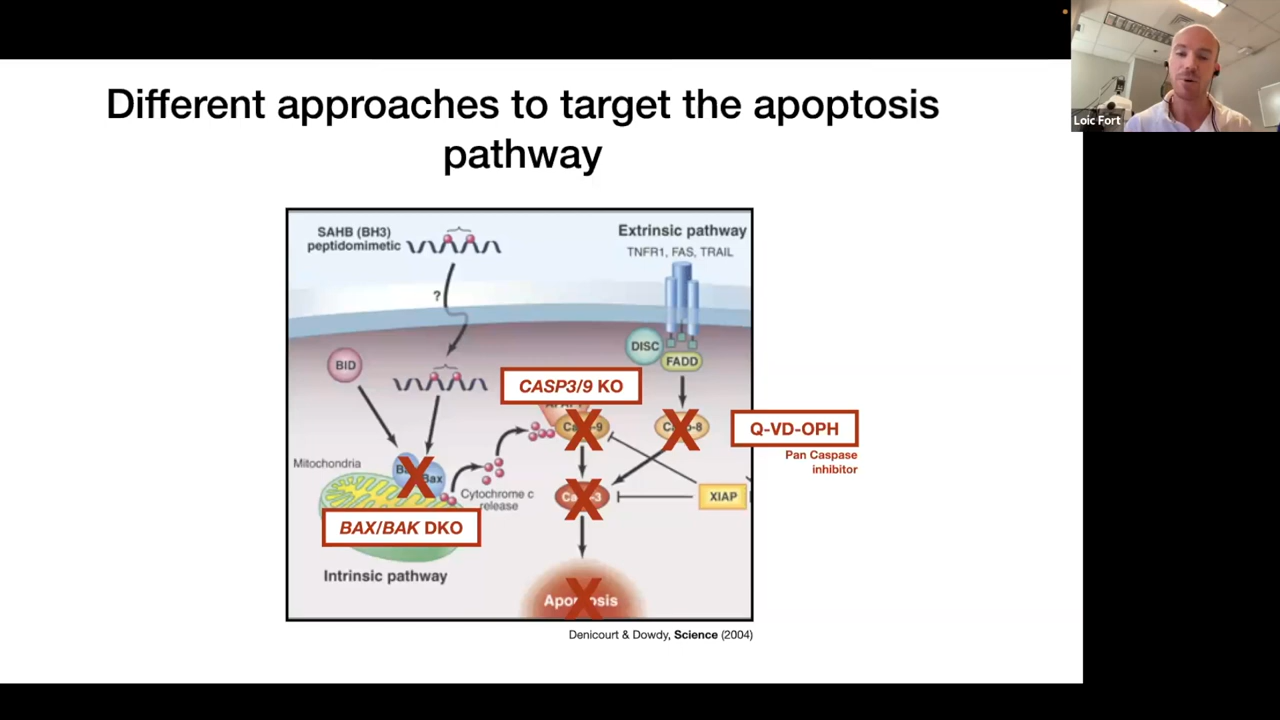 Different approaches to target the apoptosis
pathway
Loic Fort
SAHB (BH3)
peptidomimetic
Extrinsic pathway
TNFR1, FAS, TRAIL
?
DISC
FADD
BID
CASP3/9 KO
Q-VD-OPH
Pan Caspase
inhibitor
Mitochondria
Bax
Cytochrome c
release
XIAP
BAX/BAK DKO
Intrinsic pathway
Denicourt & Dowdy, Science (2004)